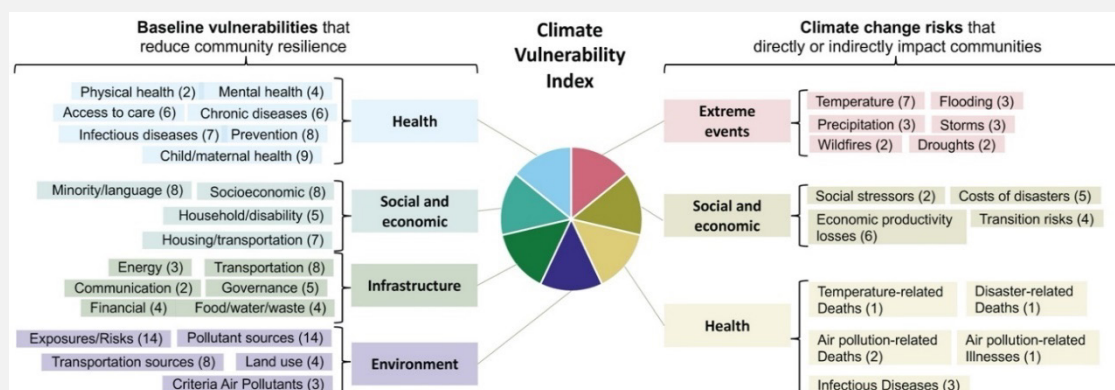 Baseline vulnerabilities that
reduce community resilience
Climate
Vulnerability
Index
Climate change risks that
directly or indirectly impact communities
Physical health (2) Mental health (4)
Access to care (6) Chronic diseases (6)
Infectious diseases (7) Prevention (8)
Child/maternal health (9)
Health
Minority/language (8) Socioeconomic (8)
Household/disability (5)
Housing/transportation (7)
Social and
economic
Energy (3) Transportation (8)
Communication (2) Governance (5)
Financial (4) Food/water/waste (4)
Infrastructure
Exposures/Risks (14) Pollutant sources (14)
Transportation sources (8) Land use (4)
Criteria Air Pollutants (3)
Environment
Extreme
events
Temperature (7) Flooding (3)
Precipitation (3) Storms (3)
Wildfires (2) Droughts (2)
Social and
economic
Social stressors (2) Costs of disasters (5)
Economic productivity
losses (6)
Transition risks (4)
Health
Temperature-related
Deaths (1)
Disaster-related
Deaths (1)
Air pollution-related
Deaths (2)
Air pollution-related
Illnesses (1)
Infectious Diseases (3)